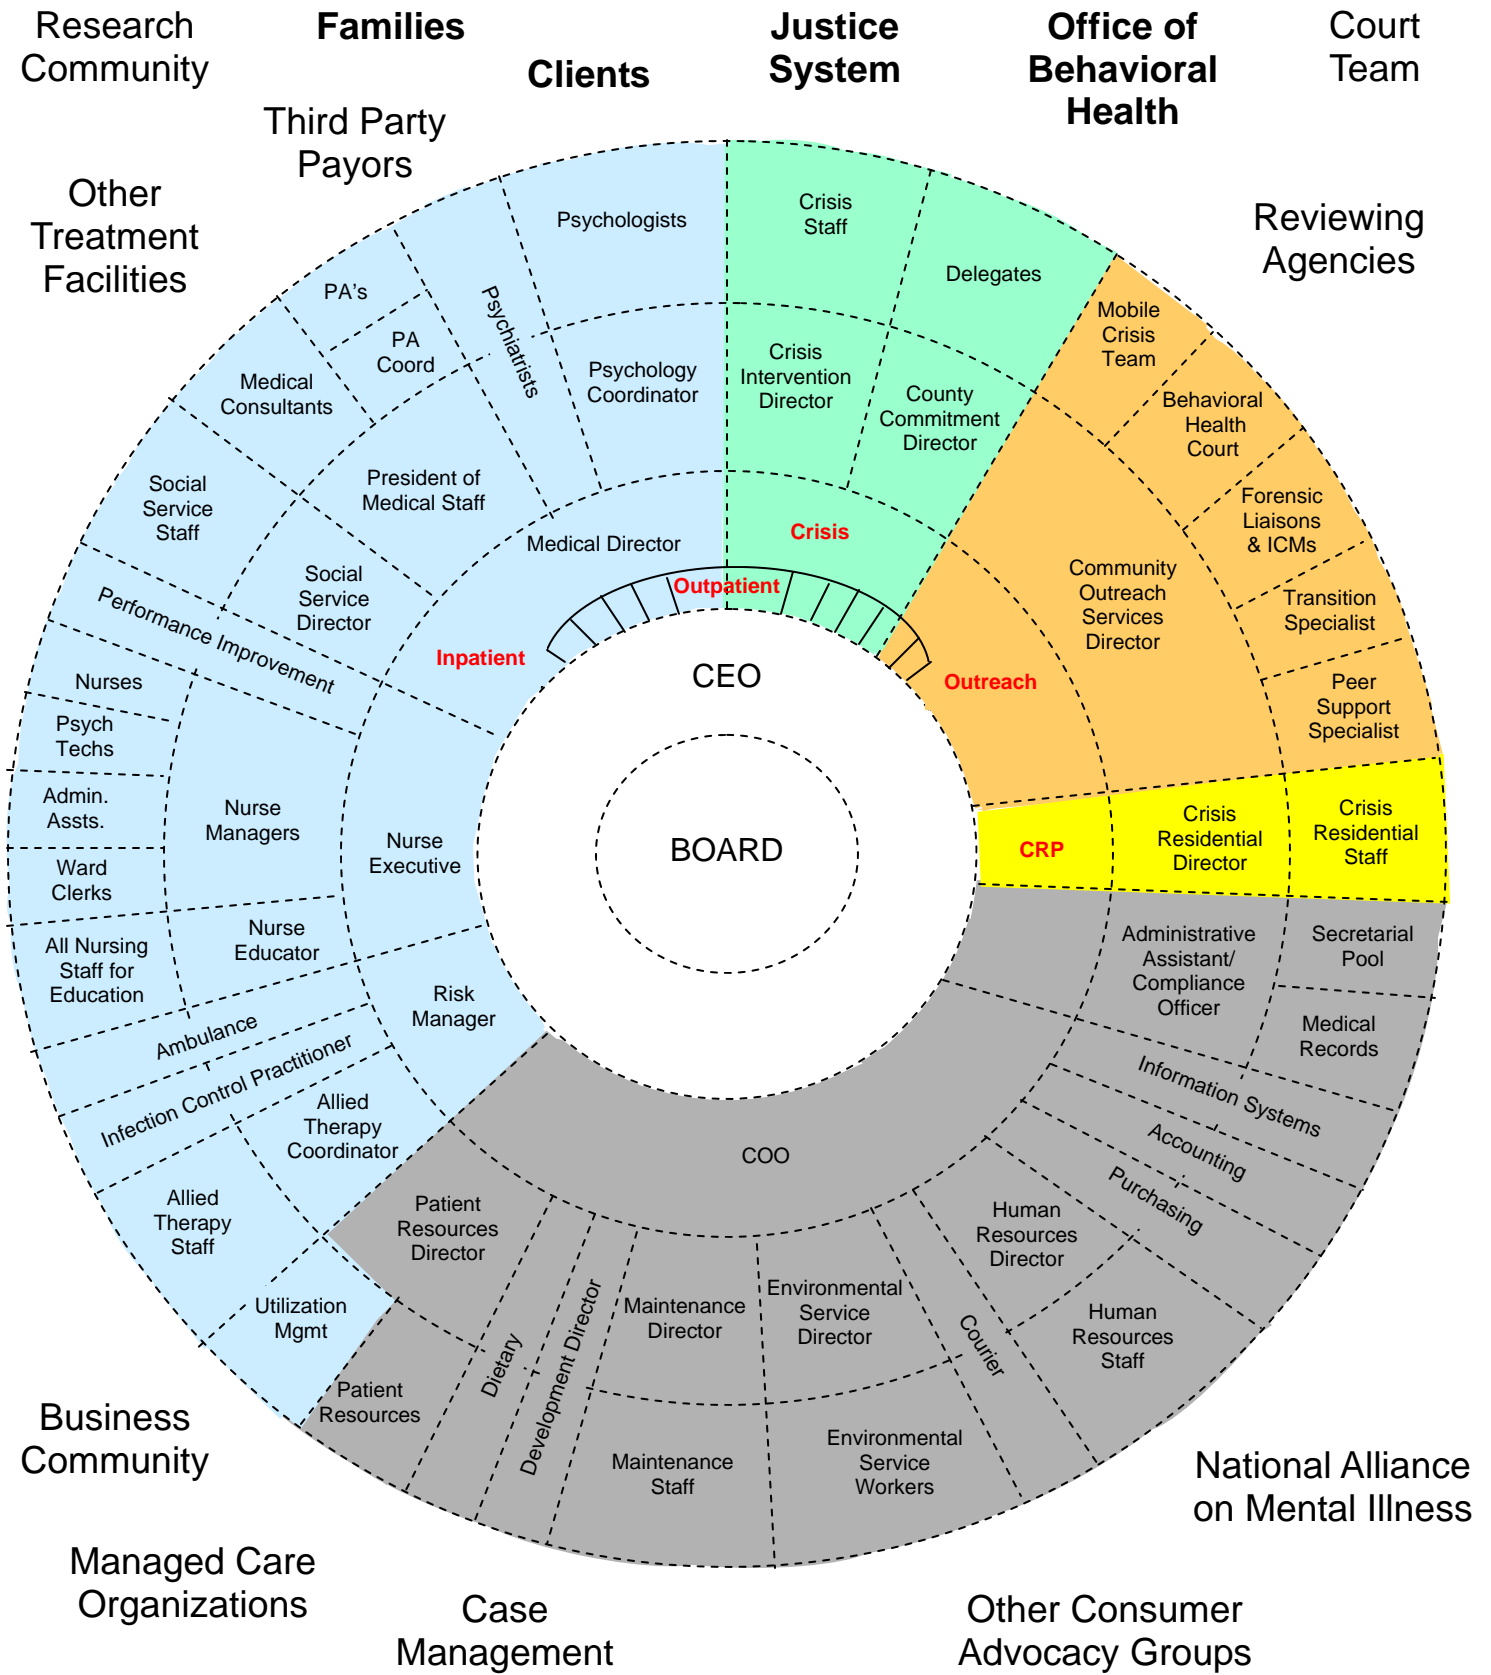 Research
Community
Families
Clients
Justice
System
Office of
Behavioral
Health
Court
Team
Third Party
Payors
Other
Treatment
Facilities
Reviewing
Agencies
Psychologists
Crisis
Staff
Delegates
PA's
PA
Coord
Psychiatrists
Mobile
Crisis
Team
Medical
Consultants
Psychology
Coordinator
Crisis
Intervention
Director
County
Commitment
Director
Behavioral
Health
Court
Social
Service
Staff
President of
Medical Staff
Forensic
Liaisons
& ICMs
Medical Director
Crisis
Social
Service
Director
Outpatient
Community
Outreach
Services
Director
Transition
Specialist
Performance Improvement
Inpatient
CEO
Outreach
Peer
Support
Specialist
Nurses
Psych
Techs
Admin.
Assts.
Ward
Clerks
Nurse
Managers
Nurse
Executive
BOARD
CRP
Crisis
Residential
Director
Crisis
Residential
Staff
All Nursing
Staff for
Education
Nurse
Educator
Administrative
Assistant/
Compliance
Officer
Secretarial
Pool
Risk
Manager
Medical
Records
Ambulance
Infection Control Practitioner
Information Systems
Allied
Therapy
Coordinator
COO
Accounting
Purchasing
Allied
Therapy
Staff
Patient
Resources
Director
Human
Resources
Director
Utilization
Mgmt
Dietary
Development Director
Maintenance
Director
Environmental
Service
Director
Courier
Human
Resources
Staff
Patient
Resources
Maintenance
Staff
Environmental
Service
Workers
Business
Community
National Alliance
on Mental Illness
Managed Care
Organizations
Case
Management
Other Consumer
Advocacy Groups